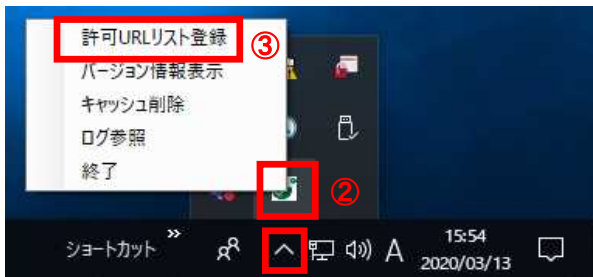 許可URLリスト登録
③
バージョン情報表示
キャッシュ削除
ログ参照
終了
②
ショートカット
»
A
15:54
2020/03/13